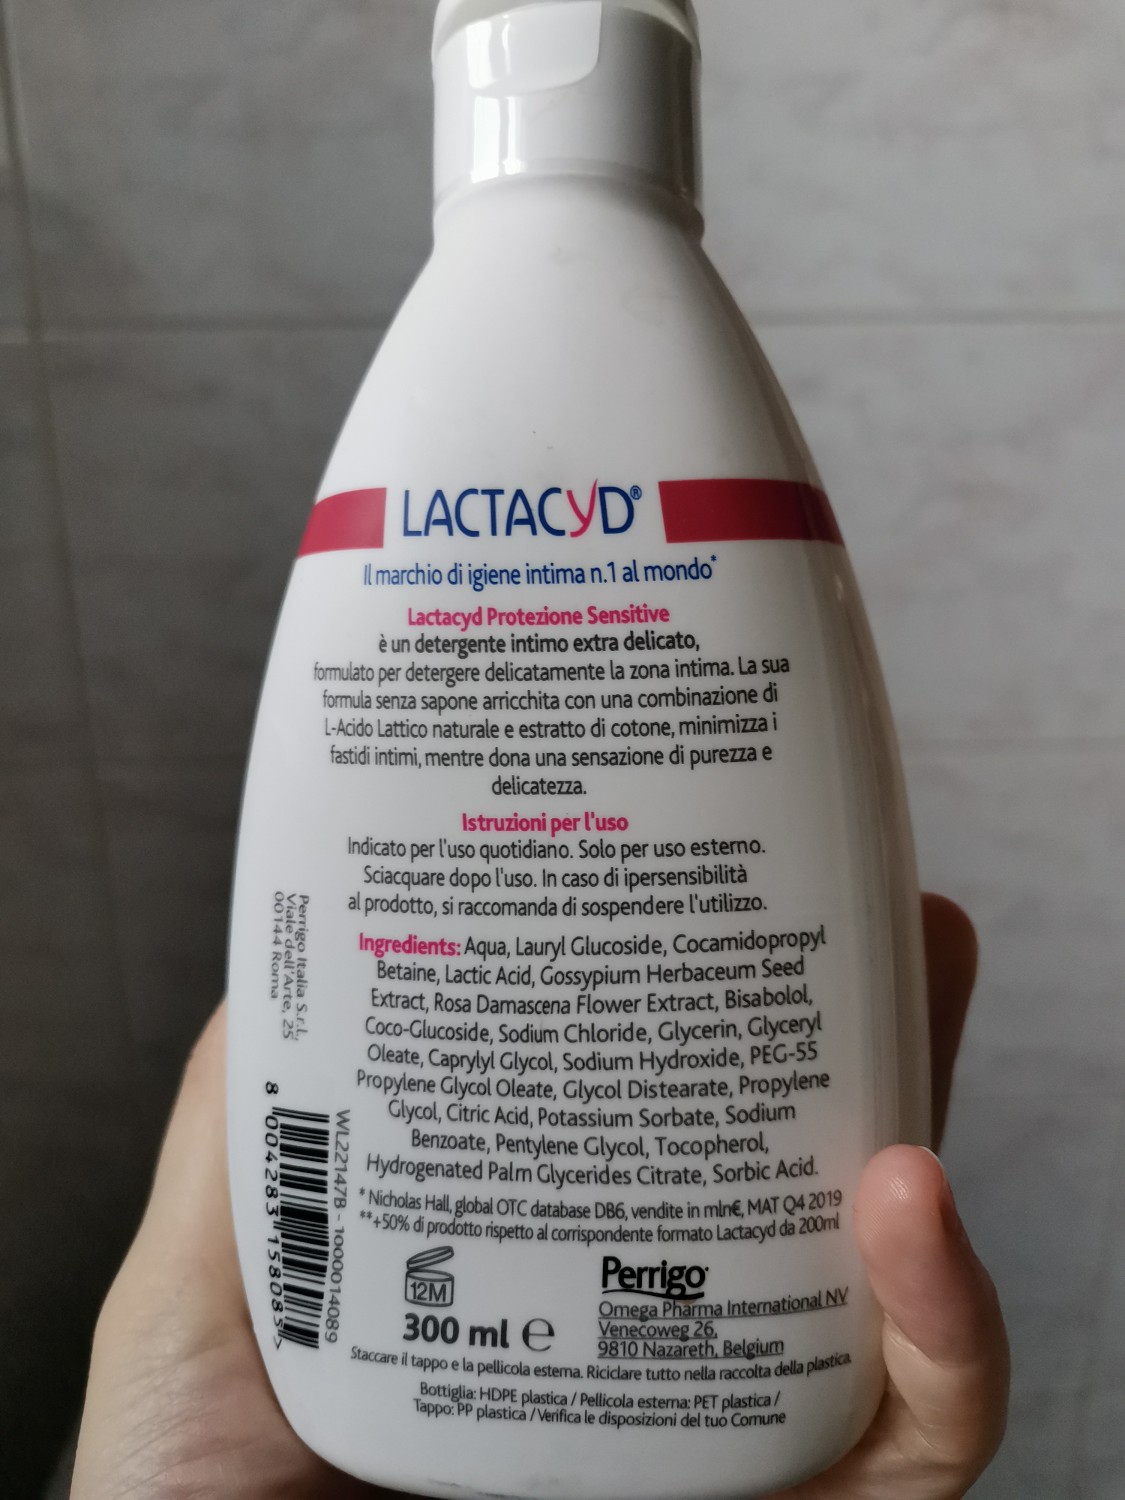 LACTACYD®
Il marchio di igiene intima n.1 al mondo*
Lactacyd Protezione Sensitive
è un detergente intimo extra delicato,
formulato per detergere delicatamente la zona intima. La sua
formula senza sapone arricchita con una combinazione di
L-Acido Lattico naturale e estratto di cotone, minimizza i
fastidi intimi, mentre dona una sensazione di purezza e
delicatezza.
Istruzioni per l'uso
Indicato per l'uso quotidiano. Solo per uso esterno.
Sciacquare dopo l'uso. In caso di ipersensibilità
al prodotto, si raccomanda di sospendere l'utilizzo.
Ingredients: Aqua, Lauryl Glucoside, Cocamidopropyl
Betaine, Lactic Acid, Gossypium Herbaceum Seed
Extract, Rosa Damascena Flower Extract, Bisabolol,
Coco-Glucoside, Sodium Chloride, Glycerin, Glyceryl
Oleate, Caprylyl Glycol, Sodium Hydroxide, PEG-55
Propylene Glycol Oleate, Glycol Distearate, Propylene
Glycol, Citric Acid, Potassium Sorbate, Sodium
Benzoate, Pentylene Glycol, Tocopherol,
Hydrogenated Palm Glycerides Citrate, Sorbic Acid.
* Nicholas Hall, global OTC database DB6, vendite in mln€, MAT Q4 2019
**+50% di prodotto rispetto al corrispondente formato Lactacyd da 200ml
12M
300 ml ℮
Perrigo
Omega Pharma International NV
Venecoweg 26,
9810 Nazareth, Belgium
Staccare il tappo e la pellicola esterna. Riciclare tutto nella raccolta della plastica.
Bottiglia: HDPE plastica / Pellicola esterna: PET plastica /
Tappo: PP plastica / Verifica le disposizioni del tuo Comune
Perrigo Italia S.r.l.,
Viale dell'Arte, 25
00144 Roma
WL22147B - 1000014089
8 004283 158085 >